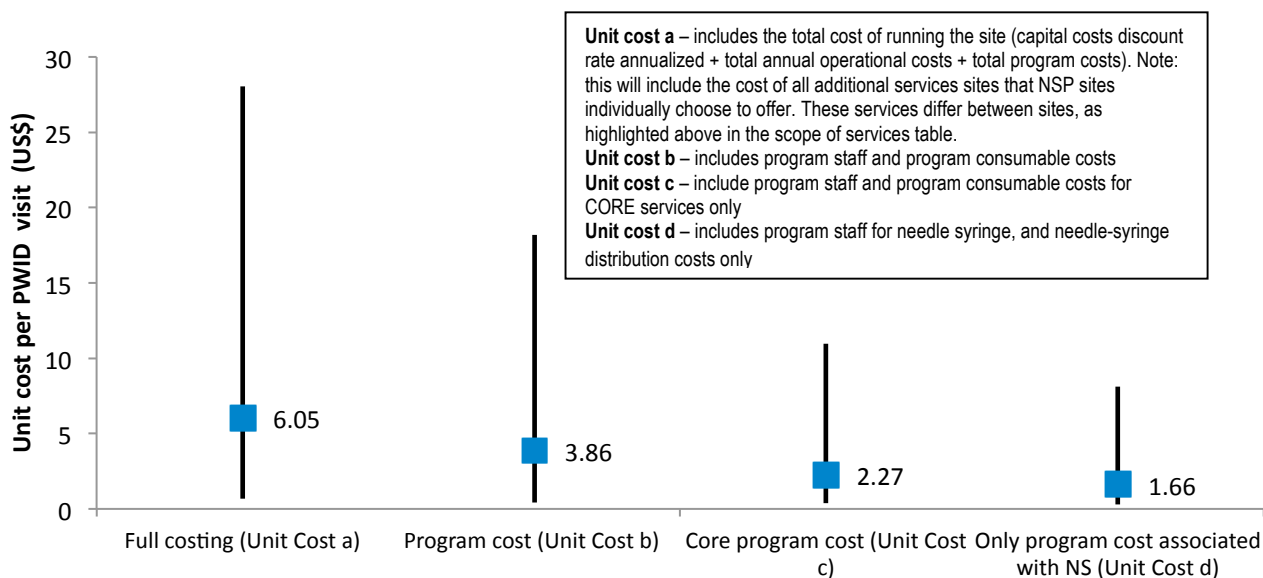 Unit cost a – includes the total cost of running the site (capital costs discount
rate annualized + total annual operational costs + total program costs). Note:
this will include the cost of all additional services sites that NSP sites
individually choose to offer. These services differ between sites, as
highlighted above in the scope of services table.
Unit cost b – includes program staff and program consumable costs
Unit cost c – include program staff and program consumable costs for
CORE services only
Unit cost d – includes program staff for needle syringe, and needle-syringe
distribution costs only
Unit cost per PWID visit (US$)
30
25
20
15
10
5
0
6.05
3.86
2.27
1.66
Full costing (Unit Cost a)
Program cost (Unit Cost b)
Core program cost (Unit Cost
c)
Only program cost associated
with NS (Unit Cost d)